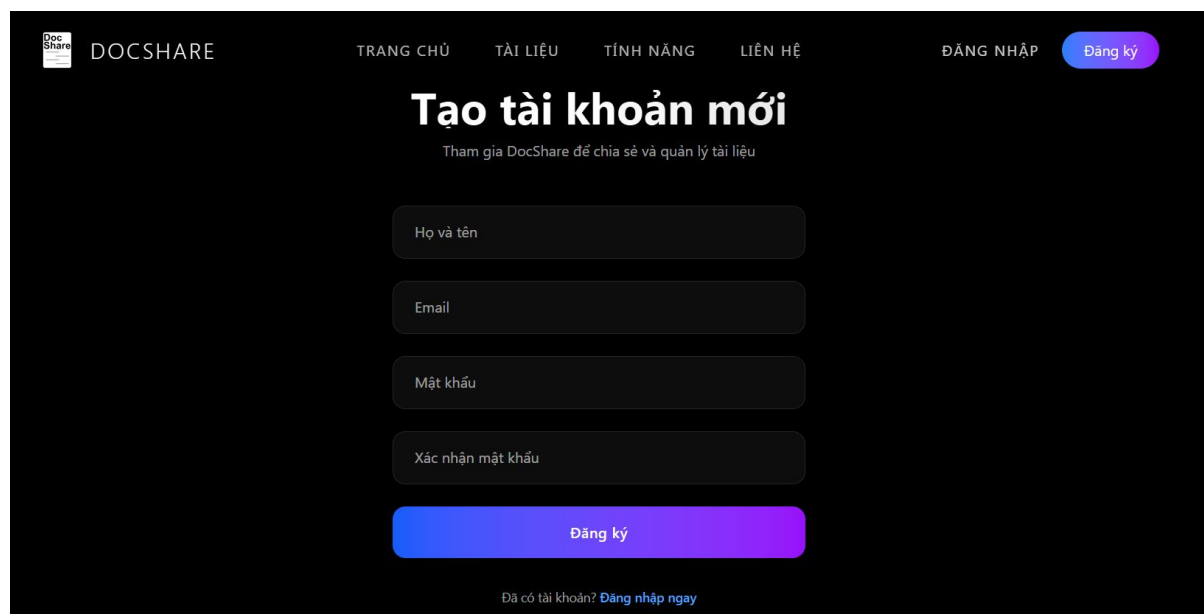 Doc
Share
DOCSHARE
TRANG CHỦ
TÀI LIỆU
TÍNH NĂNG
LIÊN HỆ
ĐĂNG NHẬP
Đăng ký
Tạo tài khoản mới
Tham gia DocShare để chia sẻ và quản lý tài liệu
Họ và tên
Email
Mật khẩu
Xác nhận mật khẩu
Đăng ký
Đã có tài khoản? Đăng nhập ngay